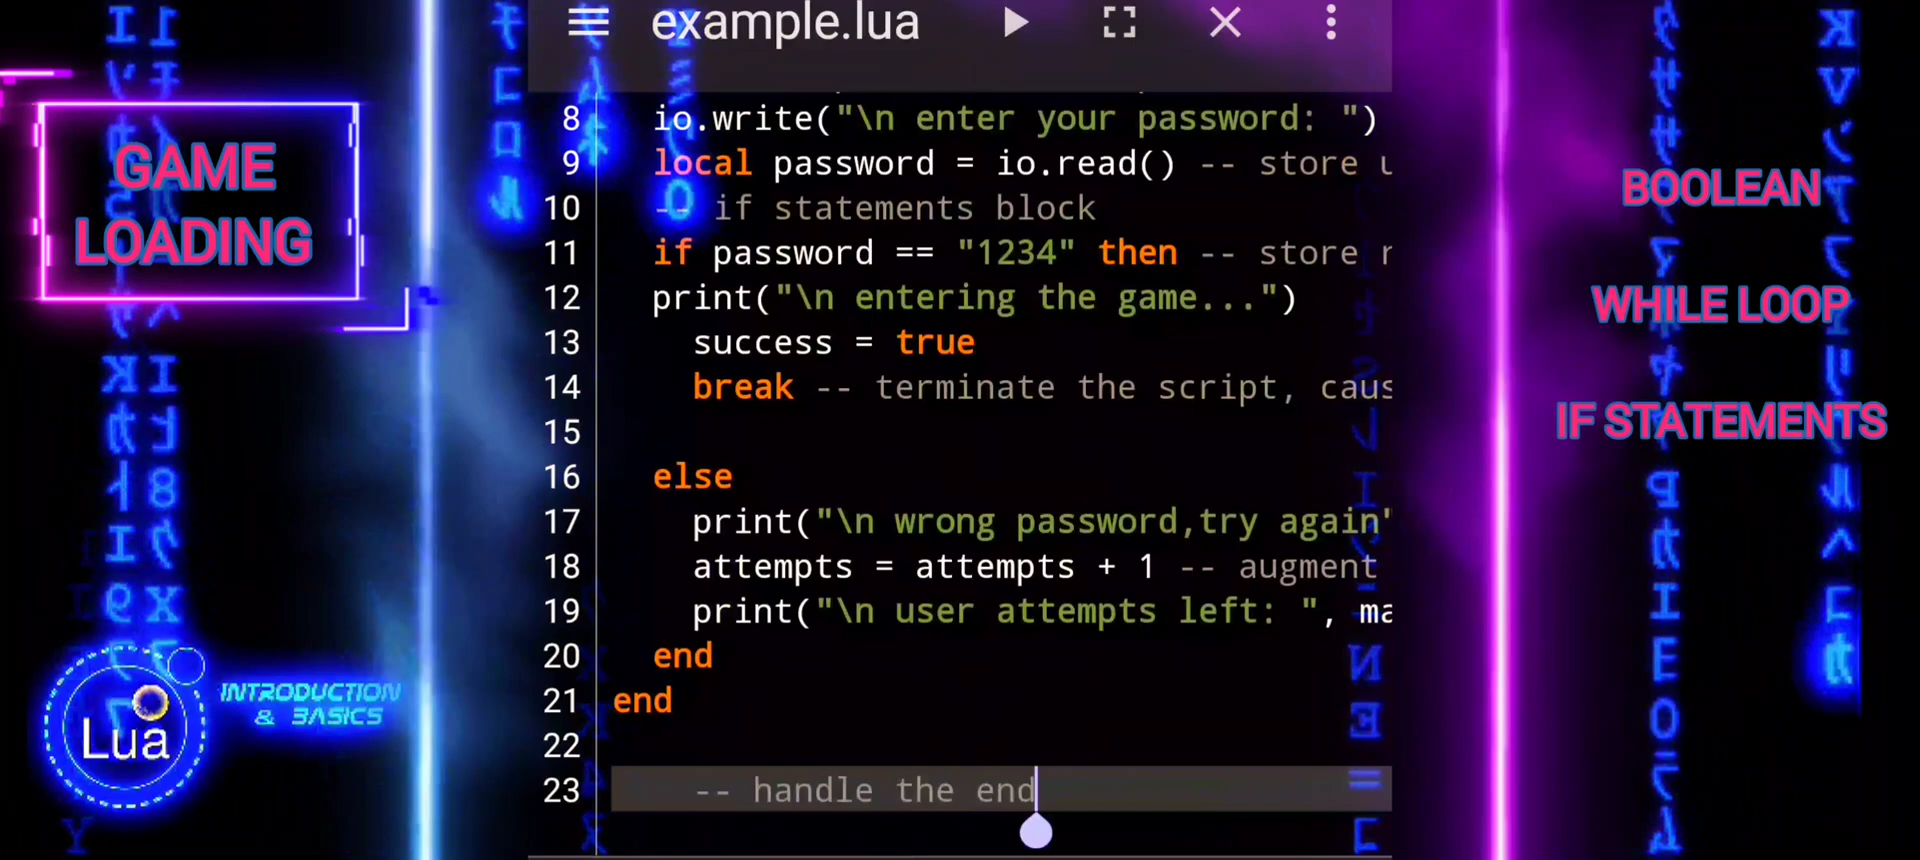 GAME
LOADING
Lua
INTRODUCTION
& BASICS
example.lua
8 io.write("\n enter your password: ")
9 local password = io.read() -- store
10 -- if statements block
11 if password == "1234" then -- store
12 print("\n entering the game...")
13 success = true
14 break -- terminate the script,
15
16 else
17 print("\n wrong password,try again"
18 attempts = attempts + 1 -- augment
19 print("\n user attempts left: ",
20 end
21 end
22
23 -- handle the end
BOOLEAN
WHILE LOOP
IF STATEMENTS